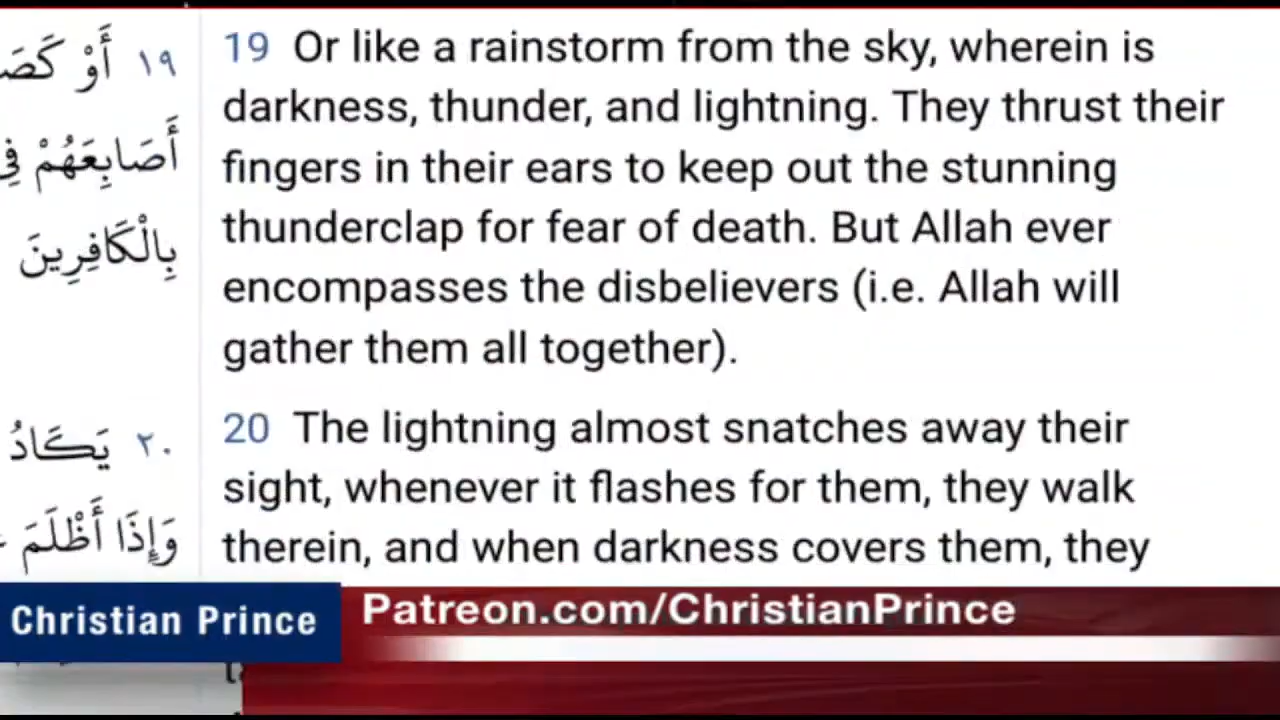 ١٩ أَوْ كَصَ
أَصَابِعَهُمْ فِي
بِالْكَافِرِينَ
19 Or like a rainstorm from the sky, wherein is
darkness, thunder, and lightning. They thrust their
fingers in their ears to keep out the stunning
thunderclap for fear of death. But Allah ever
encompasses the disbelievers (i.e. Allah will
gather them all together).
٢٠ يَكَادُ
وَإِذَا أَظْلَمَ
20 The lightning almost snatches away their
sight, whenever it flashes for them, they walk
therein, and when darkness covers them, they
Christian Prince
Patreon.com/ChristianPrince